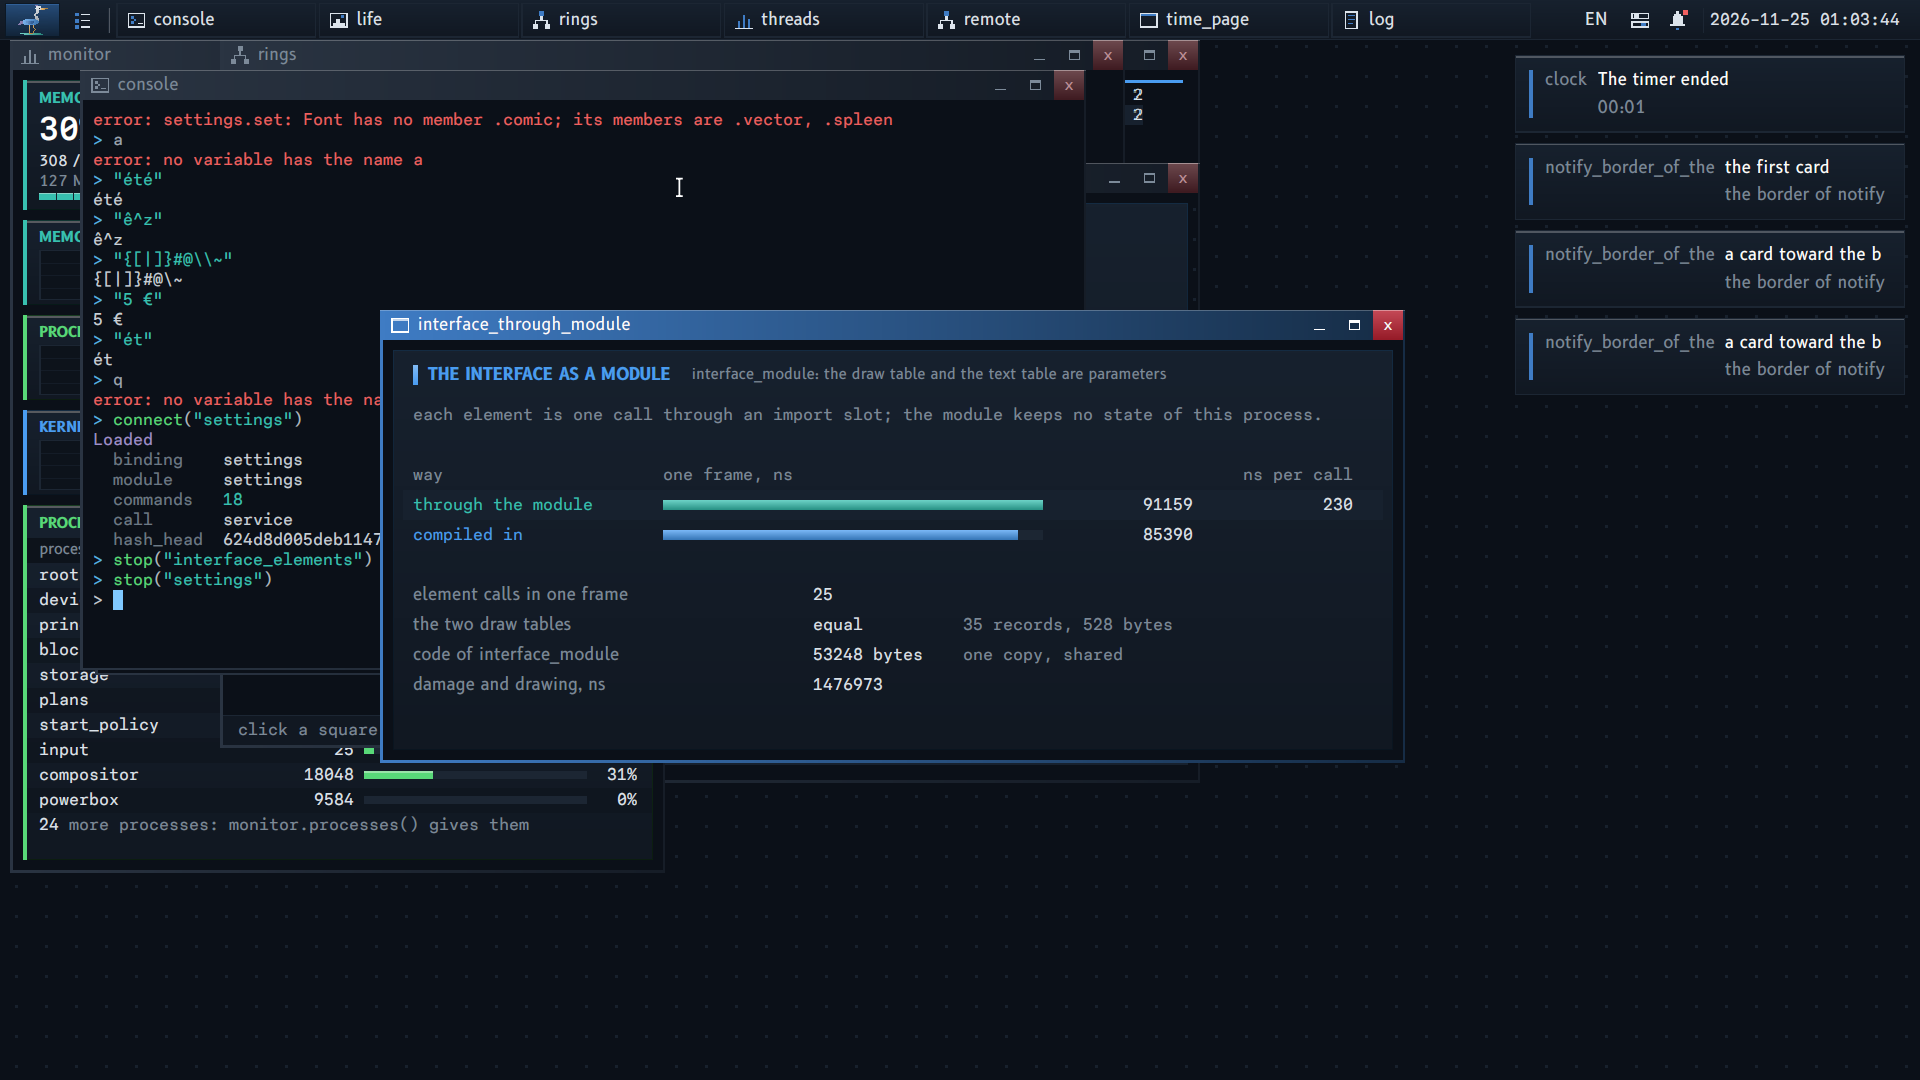 console
life
rings
threads
remote
time_page
log
EN
2026-11-25 01:03:44
monitor
rings
console
MEMO
30
308 /
127 M
MEMO
PROC
KERN
PROC
proces
root
devi
prin
bloc
storage
plans
start_policy
input 25
compositor 18048 31%
powerbox 9584 0%
24 more processes: monitor.processes() gives them
error: settings.set: Font has no member .comic; its members are .vector, .spleen
> a
error: no variable has the name a
> "été"
été
> "ê^z"
ê^z
> "{[|]}#@\\~"
{[|]}#@\~
> "5 €"
5 €
> "ét"
ét
> q
error: no variable has the na
> connect("settings")
Loaded
binding settings
module settings
commands 18
call service
hash_head 624d8d005deb1147
> stop("interface_elements")
> stop("settings")
>
click a square
2
2
interface_through_module
THE INTERFACE AS A MODULE interface_module: the draw table and the text table are parameters
each element is one call through an import slot; the module keeps no state of this process.
way one frame, ns ns per call
through the module 91159 230
compiled in 85390
element calls in one frame 25
the two draw tables equal 35 records, 528 bytes
code of interface_module 53248 bytes one copy, shared
damage and drawing, ns 1476973
clock The timer ended
00:01
notify_border_of_the the first card
the border of notify
notify_border_of_the a card toward the b
the border of notify
notify_border_of_the a card toward the b
the border of notify